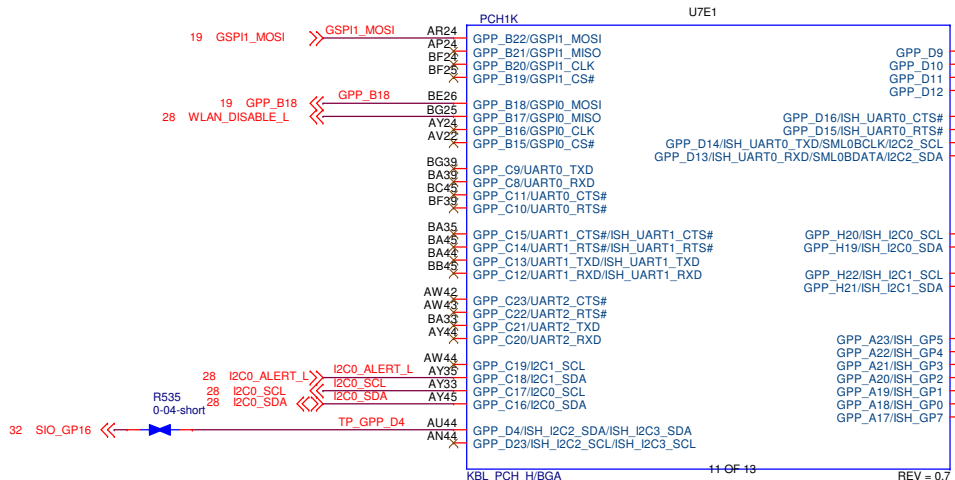 U7E1
PCH1K
19 GSPI1_MOSI GSPI1_MOSI AR24 GPP_B22/GSPI1_MOSI
AP24 GPP_B21/GSPI1_MISO GPP_D9
BF24 GPP_B20/GSPI1_CLK GPP_D10
BF25 GPP_B19/GSPI1_CS# GPP_D11
GPP_D12
19 GPP_B18 GPP_B18 BE26 GPP_B18/GSPI0_MOSI
28 WLAN_DISABLE_L BG25 GPP_B17/GSPI0_MISO GPP_D16/ISH_UART0_CTS#
AY24 GPP_B16/GSPI0_CLK GPP_D15/ISH_UART0_RTS#
AV22 GPP_B15/GSPI0_CS# GPP_D14/ISH_UART0_TXD/SML0BCLK/I2C2_SCL
GPP_D13/ISH_UART0_RXD/SML0BDATA/I2C2_SDA
BG39 GPP_C9/UART0_TXD
BA39 GPP_C8/UART0_RXD
BC45 GPP_C11/UART0_CTS#
BF39 GPP_C10/UART0_RTS#
BA35 GPP_C15/UART1_CTS#/ISH_UART1_CTS# GPP_H20/ISH_I2C0_SCL
BA45 GPP_C14/UART1_RTS#/ISH_UART1_RTS# GPP_H19/ISH_I2C0_SDA
BA44 GPP_C13/UART1_TXD/ISH_UART1_TXD
BB45 GPP_C12/UART1_RXD/ISH_UART1_RXD GPP_H22/ISH_I2C1_SCL
GPP_H21/ISH_I2C1_SDA
AW42 GPP_C23/UART2_CTS#
AW43 GPP_C22/UART2_RTS#
BA33 GPP_C21/UART2_TXD
AY44 GPP_C20/UART2_RXD GPP_A23/ISH_GP5
GPP_A22/ISH_GP4
AW44 GPP_C19/I2C1_SCL GPP_A21/ISH_GP3
28 I2C0_ALERT_L I2C0_ALERT_L AY35 GPP_C18/I2C1_SDA GPP_A20/ISH_GP2
28 I2C0_SCL I2C0_SCL AY33 GPP_C17/I2C0_SCL GPP_A19/ISH_GP1
28 I2C0_SDA I2C0_SDA AY45 GPP_C16/I2C0_SDA GPP_A18/ISH_GP0
GPP_A17/ISH_GP7
R535
0-04-short
32 SIO_GP16 TP_GPP_D4 AU44 GPP_D4/ISH_I2C2_SDA/ISH_I2C3_SDA
AN44 GPP_D23/ISH_I2C2_SCL/ISH_I2C3_SCL
11 OF 13
KBL_PCH_H/BGA REV = 0.7